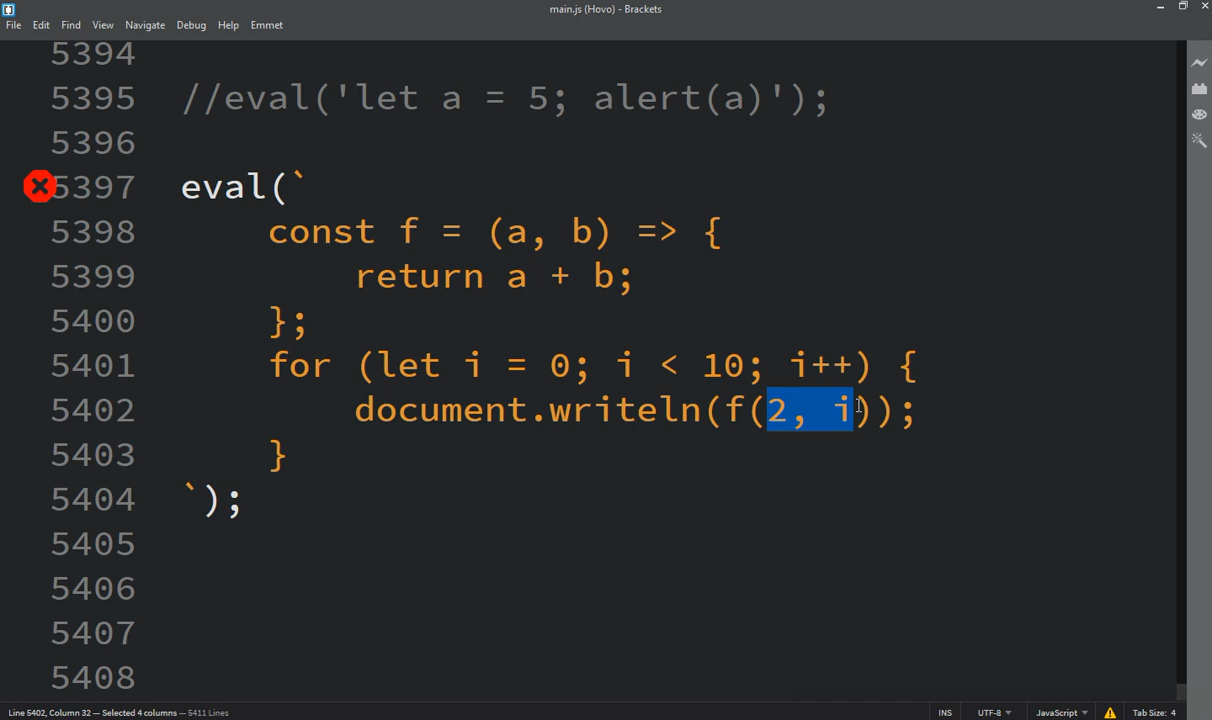 main.js (Hovo) - Brackets
File Edit Find View Navigate Debug Help Emmet
5394
5395 //eval('let a = 5; alert(a)');
5396
5397 eval(`
5398 const f = (a, b) => {
5399 return a + b;
5400 };
5401 for (let i = 0; i < 10; i++) {
5402 document.writeln(f(2, i));
5403 }
5404 `);
5405
5406
5407
5408
Line 5402, Column 32 — Selected 4 columns — 5411 Lines INS UTF-8 JavaScript Tab Size: 4